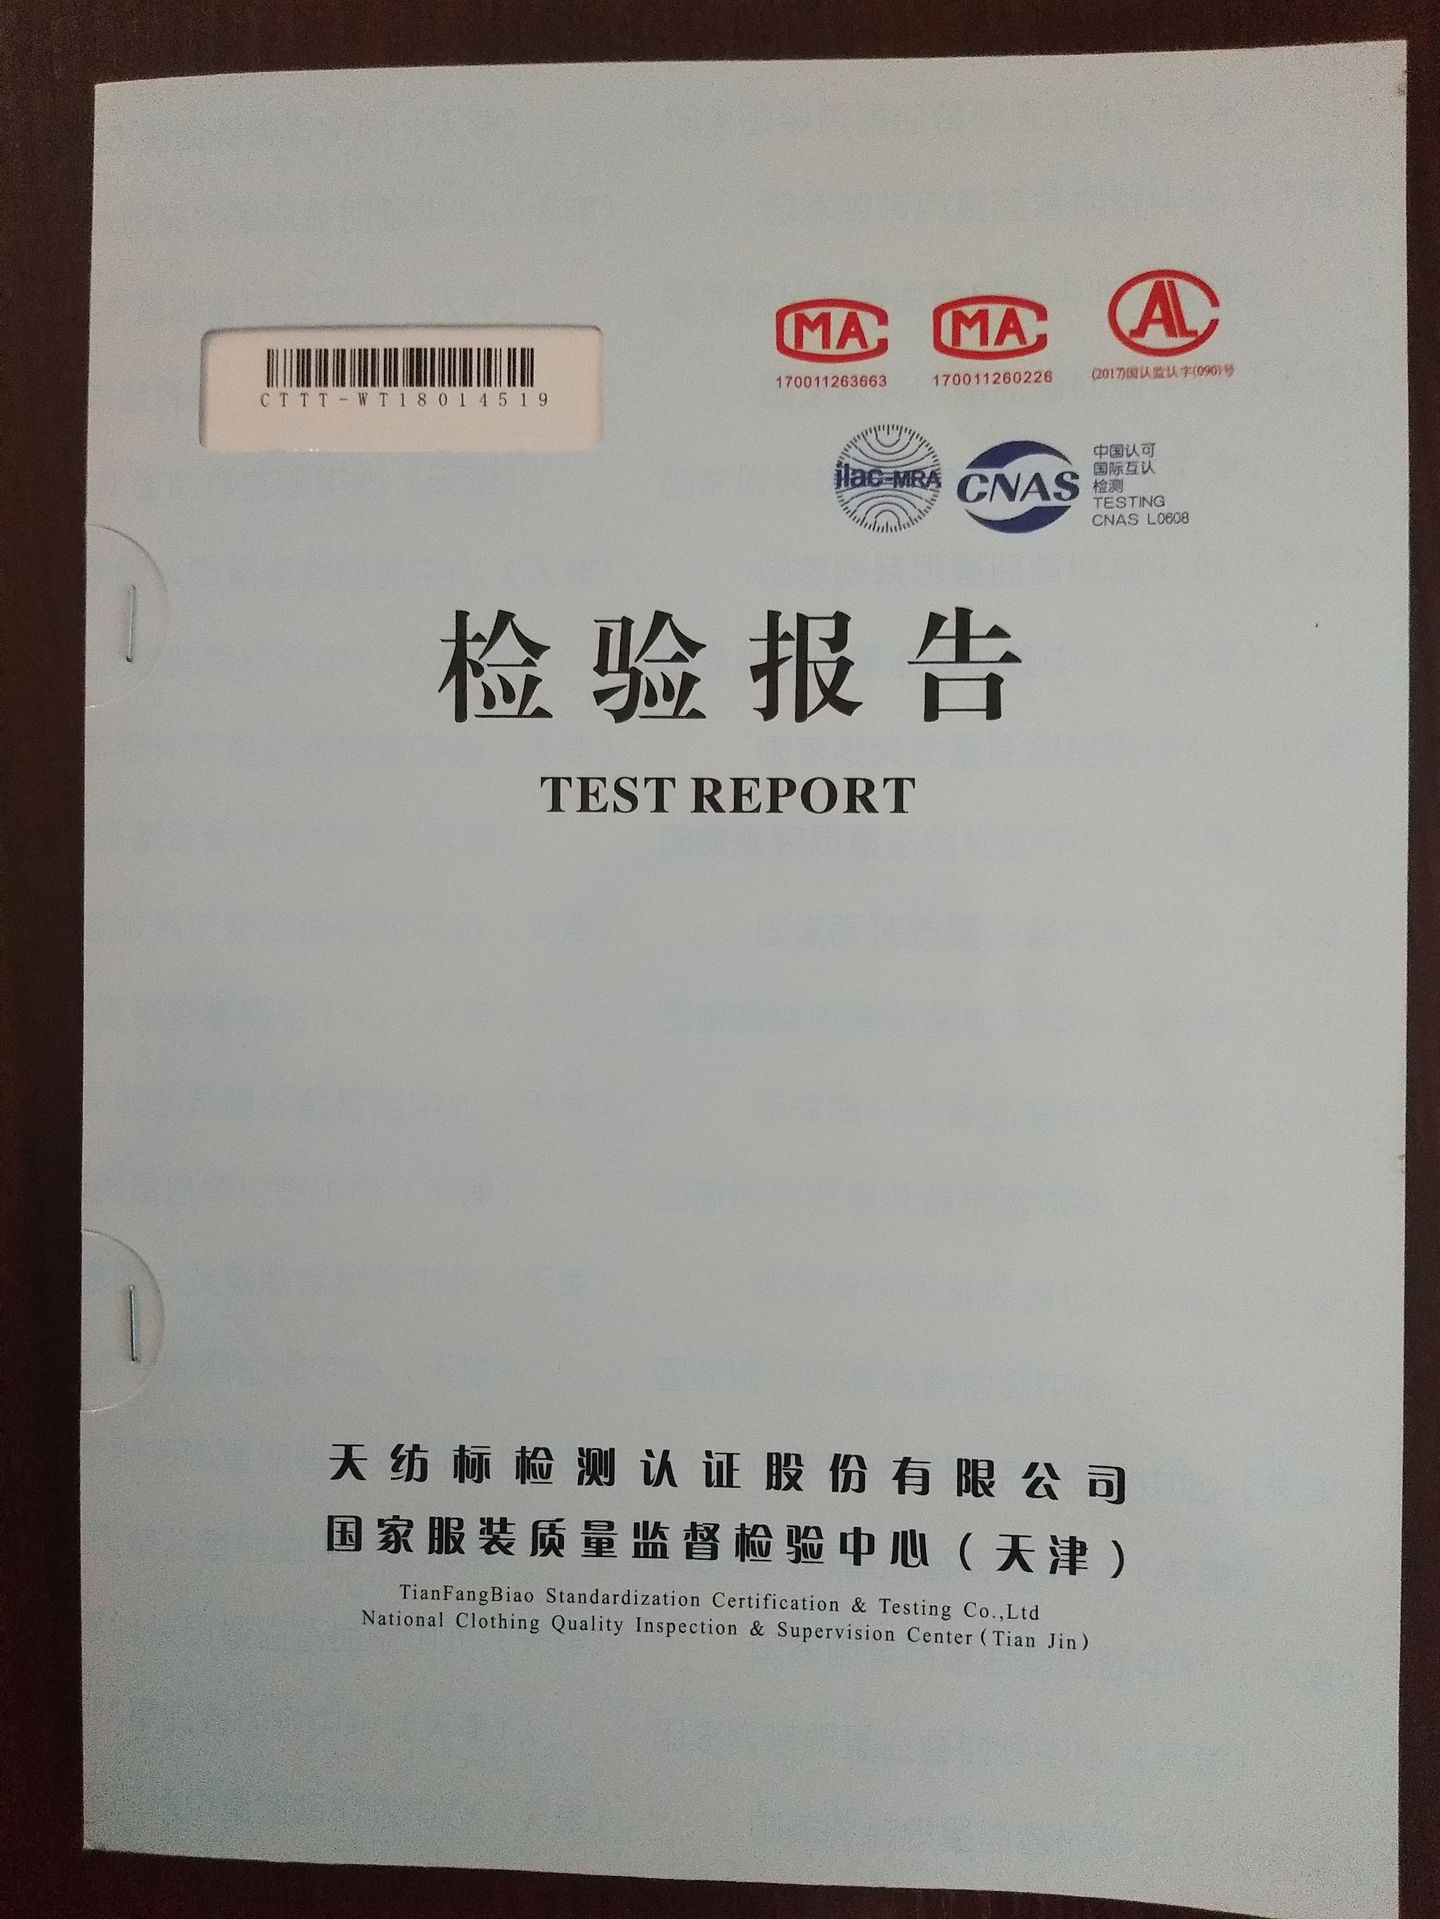 CTTT-WT18014519
MA
170011263663
MA
170011260226
AL
(2017)国认监认字(090)号
ilac-MRA
CNAS
中国认可
国际互认
检测
TESTING
CNAS L0608
检验报告
TEST REPORT
天纺标检测认证股份有限公司
国家服装质量监督检验中心（天津）
TianFangBiao Standardization Certification & Testing Co.,Ltd
National Clothing Quality Inspection & Supervision Center(Tian Jin)